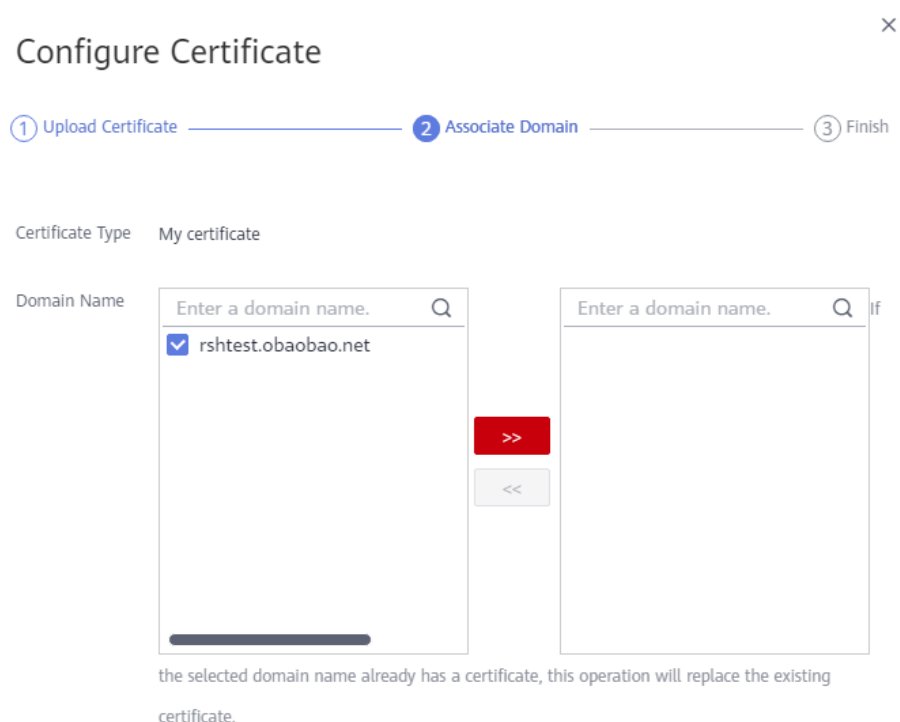 Configure Certificate
1 Upload Certificate
2 Associate Domain
3 Finish
Certificate Type
My certificate
Domain Name
Enter a domain name.
rshtest.obaobao.net
>>
<<
Enter a domain name.
If
the selected domain name already has a certificate, this operation will replace the existing
certificate.